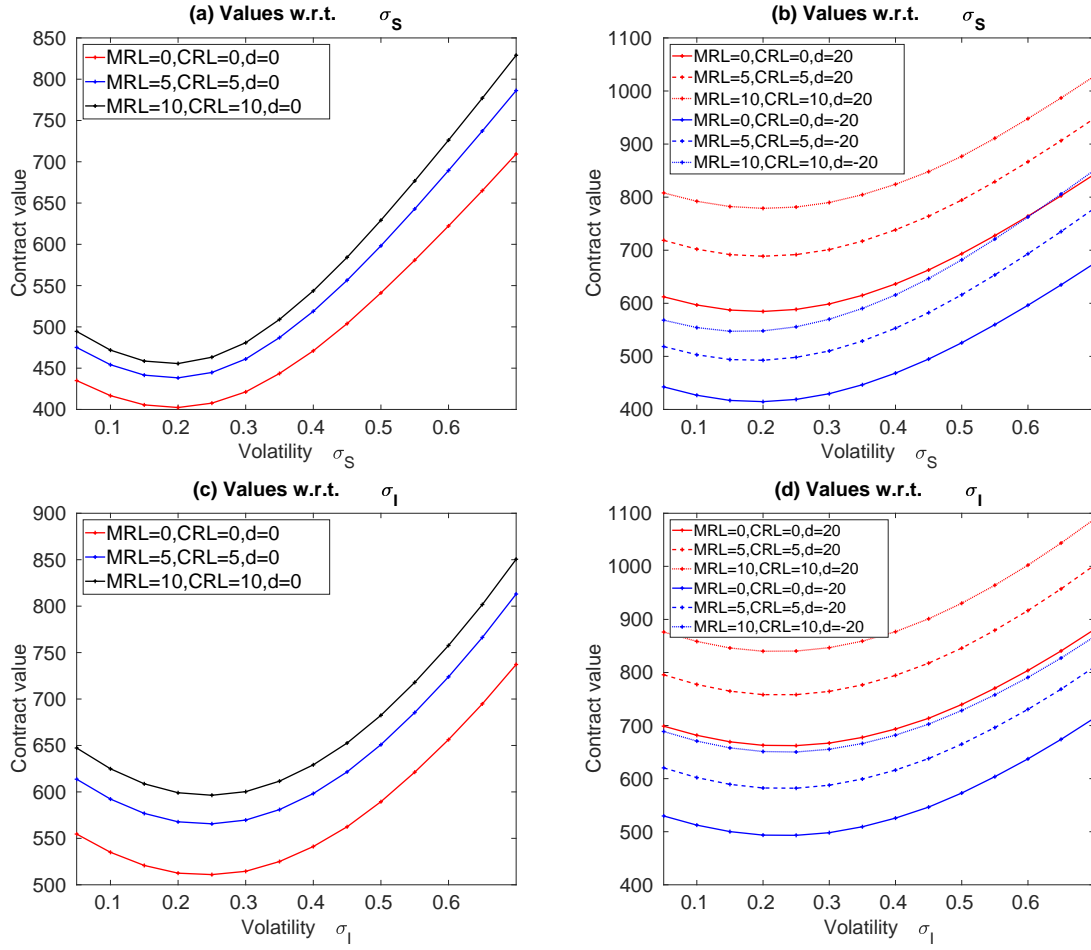 (a) Values w.r.t. σS
850
800
750
700
650
600
550
500
450
400
Contract value
MRL=0,CRL=0,d=0
MRL=5,CRL=5,d=0
MRL=10,CRL=10,d=0
0.1 0.2 0.3 0.4 0.5 0.6
Volatility σS
(b) Values w.r.t. σS
1100
1000
900
800
700
600
500
400
Contract value
MRL=0,CRL=0,d=20
MRL=5,CRL=5,d=20
MRL=10,CRL=10,d=20
MRL=0,CRL=0,d=-20
MRL=5,CRL=5,d=-20
MRL=10,CRL=10,d=-20
0.1 0.2 0.3 0.4 0.5 0.6
Volatility σS
(c) Values w.r.t. σI
900
850
800
750
700
650
600
550
500
Contract value
MRL=0,CRL=0,d=0
MRL=5,CRL=5,d=0
MRL=10,CRL=10,d=0
0.1 0.2 0.3 0.4 0.5 0.6
Volatility σI
(d) Values w.r.t. σI
1100
1000
900
800
700
600
500
400
Contract value
MRL=0,CRL=0,d=20
MRL=5,CRL=5,d=20
MRL=10,CRL=10,d=20
MRL=0,CRL=0,d=-20
MRL=5,CRL=5,d=-20
MRL=10,CRL=10,d=-20
0.1 0.2 0.3 0.4 0.5 0.6
Volatility σI